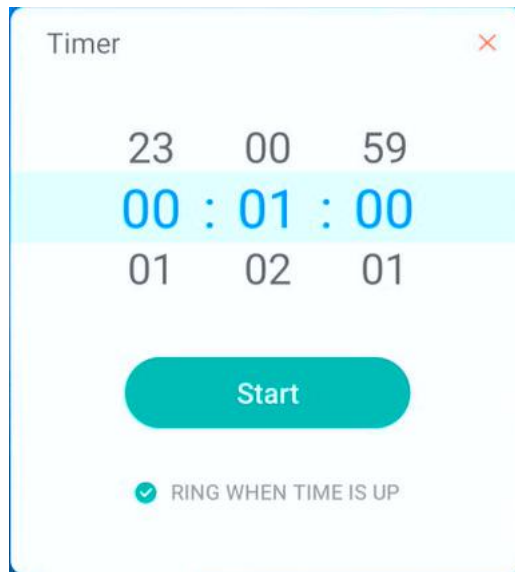 Timer
23 00 59
00 : 01 : 00
01 02 01
Start
RING WHEN TIME IS UP